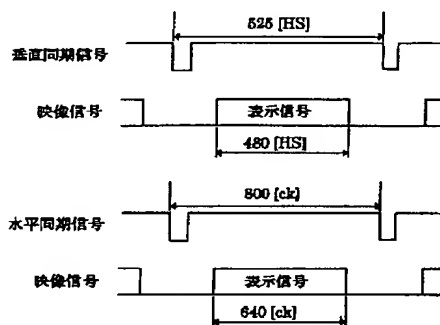 525 [HS]
垂直同期信号
映像信号
表示信号
480 [HS]
800 [ck]
水平同期信号
映像信号
表示信号
640 [ck]